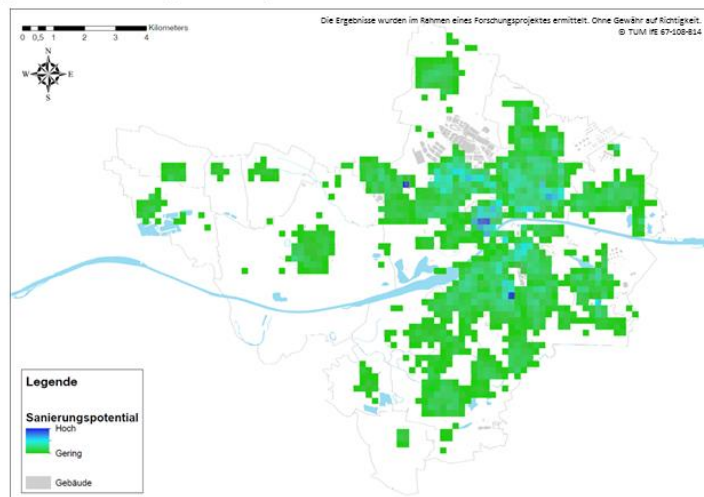 Kilometers
0 0,5 1 2 3 4
Die Ergebnisse wurden im Rahmen eines Forschungsprojektes ermittelt. Ohne Gewähr auf Richtigkeit.
© TUM IfE 67-108-814
N
W E
S
Legende
Sanierungspotential
Hoch
Gering
Gebäude